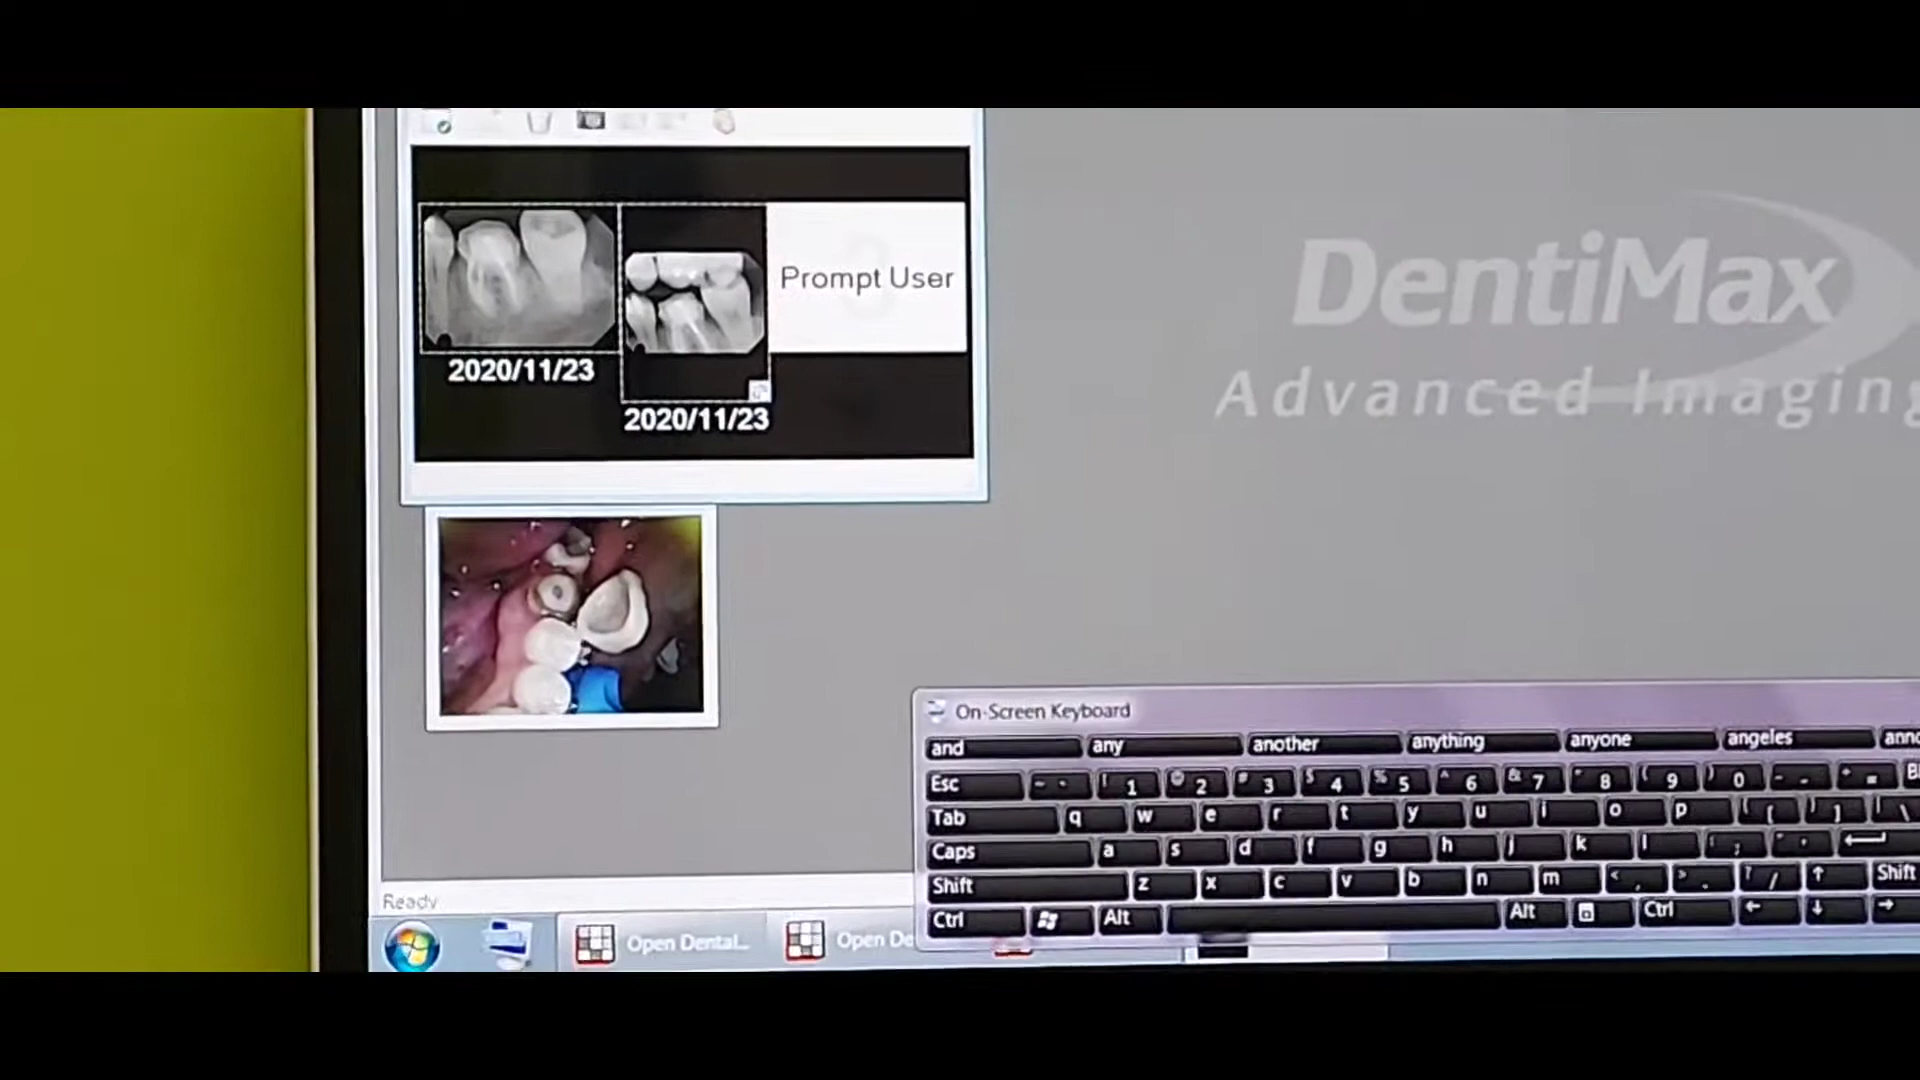 Prompt User
2020/11/23
2020/11/23
DentiMax
Advanced Imaging
On-Screen Keyboard
and any another anything anyone angeles
Esc ~ ` ! 1 @ 2 # 3 $ 4 % 5 ^ 6 & 7 * 8 ( 9 ) 0 - + =
Tab q w e r t y u i o p [ ] \
Caps a s d f g h j k l ;
Shift z x c v b n m < , > . / Shift
Ctrl Alt Alt Ctrl
Ready
Open Dental...
Open De